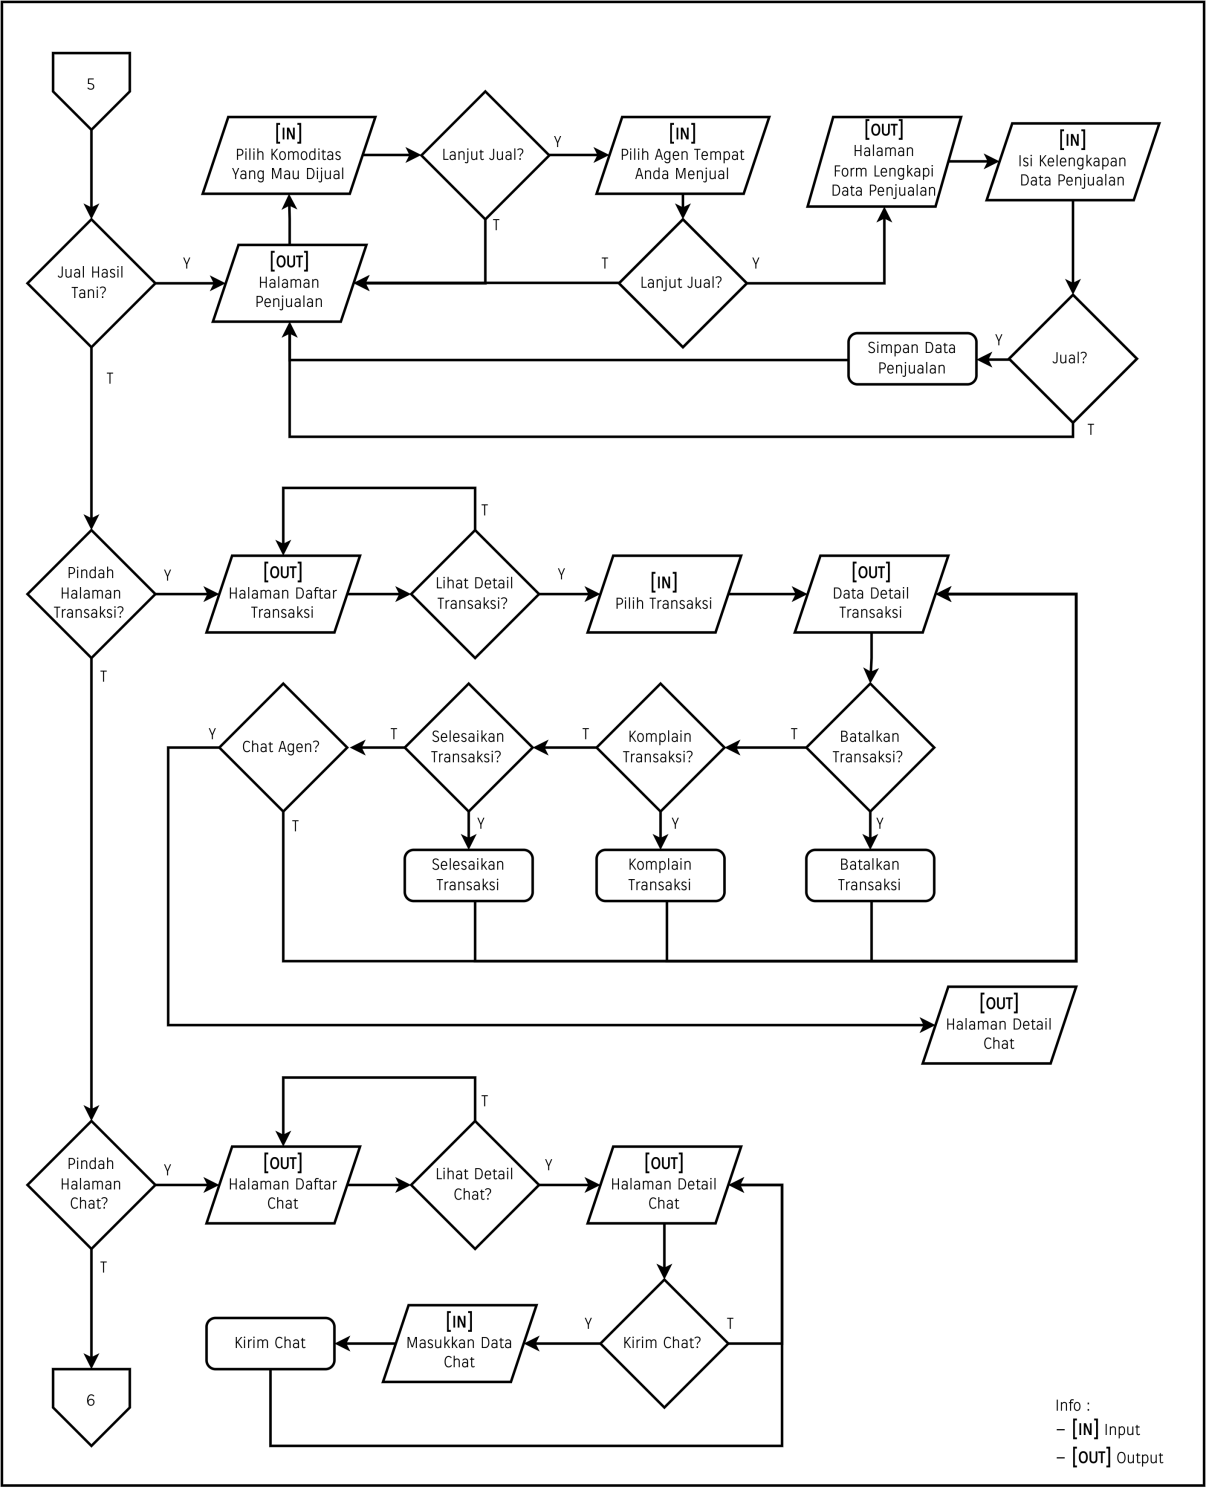 5
[IN]
Pilih Komoditas
Yang Mau Dijual
Lanjut Jual?
Y
T
[IN]
Pilih Agen Tempat
Anda Menjual
[OUT]
Halaman
Form Lengkapi
Data Penjualan
[IN]
Isi Kelengkapan
Data Penjualan
Jual Hasil
Tani?
Y
T
[OUT]
Halaman
Penjualan
T
Lanjut Jual?
Y
Simpan Data
Penjualan
Y
Jual?
T
Pindah
Halaman
Transaksi?
Y
T
[OUT]
Halaman Daftar
Transaksi
T
Lihat Detail
Transaksi?
Y
[IN]
Pilih Transaksi
[OUT]
Data Detail
Transaksi
Y
Chat Agen?
T
T
Selesaikan
Transaksi?
Y
T
Komplain
Transaksi?
Y
T
Batalkan
Transaksi?
Y
Selesaikan
Transaksi
Komplain
Transaksi
Batalkan
Transaksi
[OUT]
Halaman Detail
Chat
Pindah
Halaman
Chat?
Y
T
[OUT]
Halaman Daftar
Chat
T
Lihat Detail
Chat?
Y
[OUT]
Halaman Detail
Chat
Kirim Chat
[IN]
Masukkan Data
Chat
Y
Kirim Chat?
T
6
Info :
– [IN] Input
– [OUT] Output